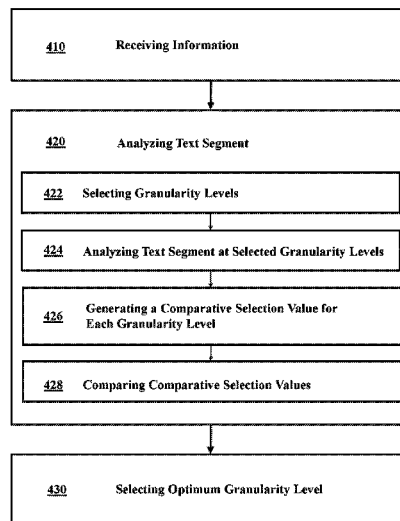 410 Receiving Information
420 Analyzing Text Segment
422 Selecting Granularity Levels
424 Analyzing Text Segment at Selected Granularity Levels
426 Generating a Comparative Selection Value for
Each Granularity Level
428 Comparing Comparative Selection Values
430 Selecting Optimum Granularity Level